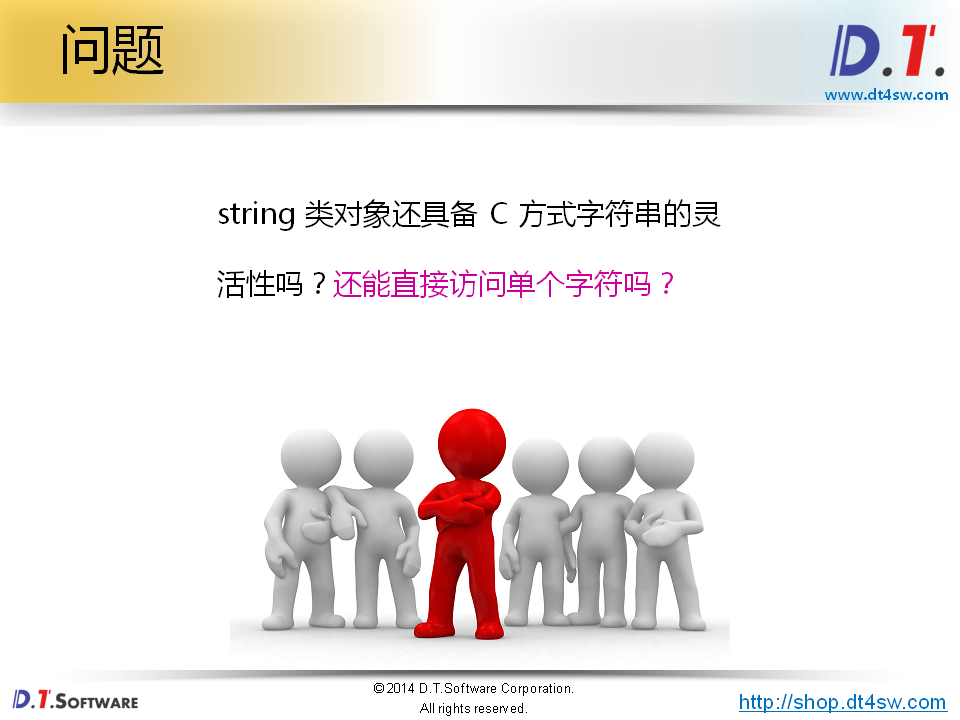 问题
D.T.
www.dt4sw.com
string 类对象还具备 C 方式字符串的灵
活性吗？还能直接访问单个字符吗？
D.T.SOFTWARE
©2014 D.T.Software Corporation.
All rights reserved.
http://shop.dt4sw.com